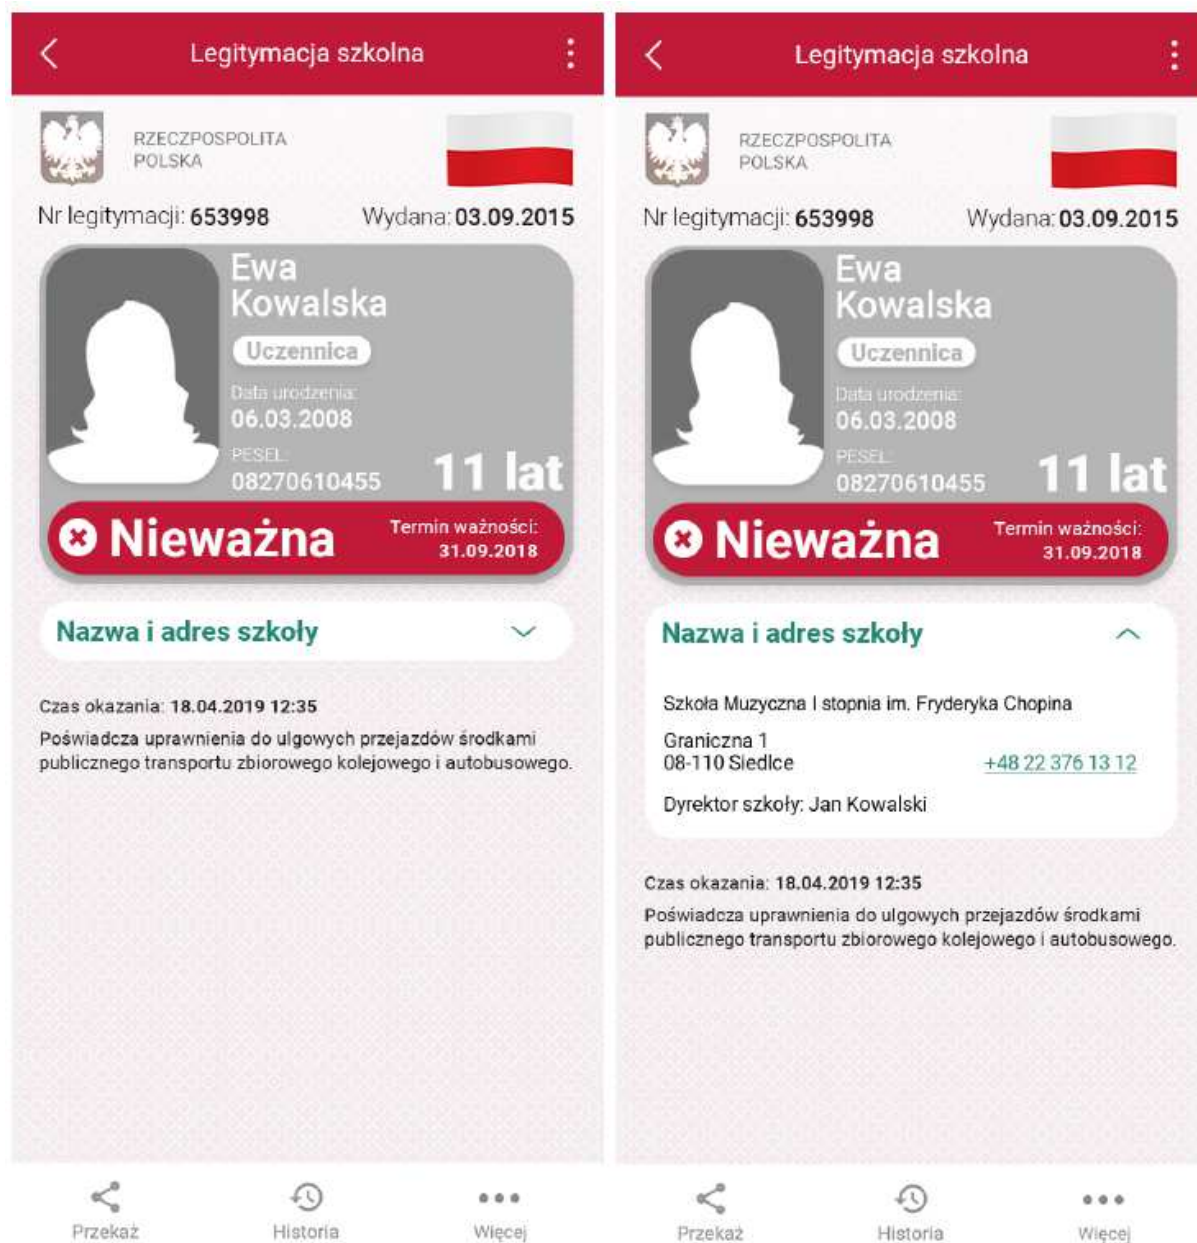 Legitymacja szkolna
RZECZPOSPOLITA
POLSKA
Nr legitymacji: 653998 Wydana: 03.09.2015
Ewa
Kowalska
Uczennica
Data urodzenia:
06.03.2008
PESEL:
08270610455
11 lat
Nieważna
Termin ważności:
31.09.2018
Nazwa i adres szkoły
Czas okazania: 18.04.2019 12:35
Poświadcza uprawnienia do ulgowych przejazdów środkami
publicznego transportu zbiorowego kolejowego i autobusowego.
Przekaż Historia Więcej
Legitymacja szkolna
RZECZPOSPOLITA
POLSKA
Nr legitymacji: 653998 Wydana: 03.09.2015
Ewa
Kowalska
Uczennica
Data urodzenia:
06.03.2008
PESEL:
08270610455
11 lat
Nieważna
Termin ważności:
31.09.2018
Nazwa i adres szkoły
Szkoła Muzyczna I stopnia im. Fryderyka Chopina
Graniczna 1
08-110 Siedlce +48 22 376 13 12
Dyrektor szkoły: Jan Kowalski
Czas okazania: 18.04.2019 12:35
Poświadcza uprawnienia do ulgowych przejazdów środkami
publicznego transportu zbiorowego kolejowego i autobusowego.
Przekaż Historia Więcej